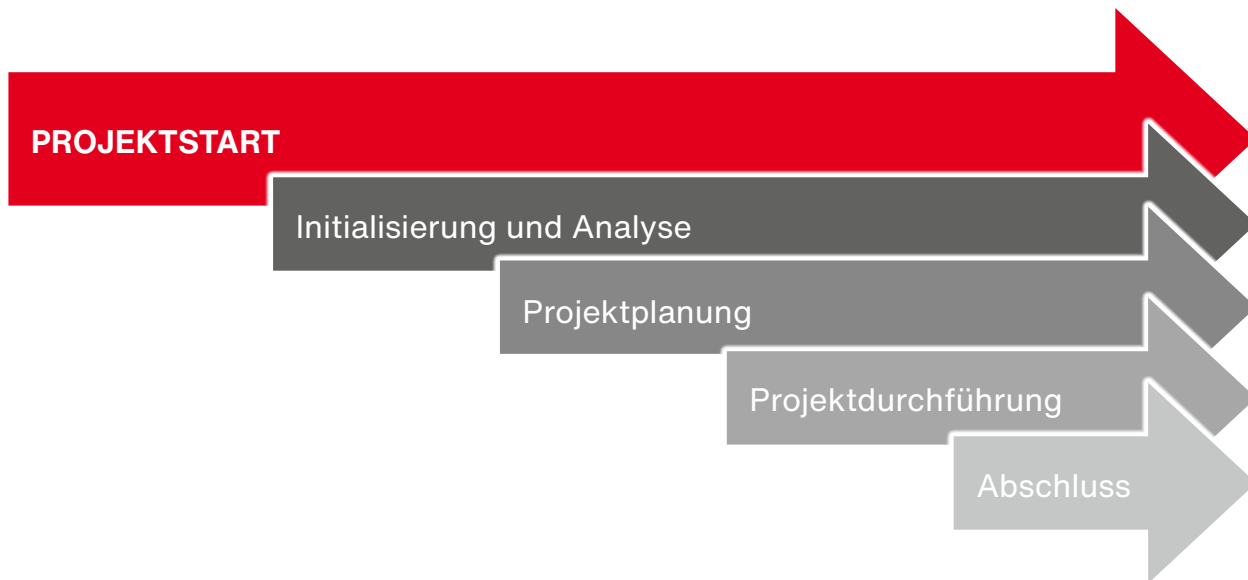 PROJEKTSTART
Initialisierung und Analyse
Projektplanung
Projektdurchführung
Abschluss